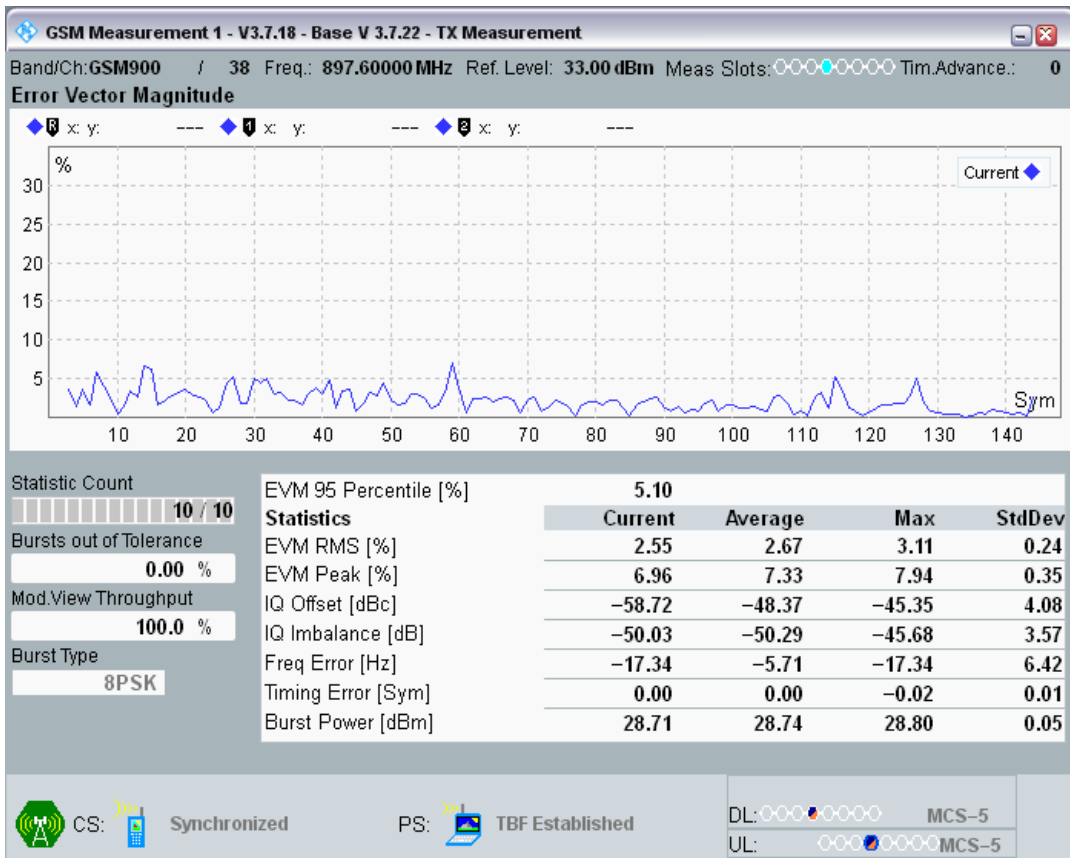 GSM Measurement 1 - V3.7.18 - Base V 3.7.22 - TX Measurement
Band/Ch:GSM900 / 38 Freq.: 897.60000 MHz Ref. Level: 33.00 dBm Meas Slots: Tim.Advance.: 0
Error Vector Magnitude
R x: y: --- 1 x: y: --- 2 x: y: ---
%
Current
30
25
20
15
10
5
Sym
10 20 30 40 50 60 70 80 90 100 110 120 130 140
Statistic Count
10 / 10
Bursts out of Tolerance
0.00 %
Mod.View Throughput
100.0 %
Burst Type
8PSK
EVM 95 Percentile [%] 5.10
Statistics Current Average Max StdDev
EVM RMS [%] 2.55 2.67 3.11 0.24
EVM Peak [%] 6.96 7.33 7.94 0.35
IQ Offset [dBc] −58.72 −48.37 −45.35 4.08
IQ Imbalance [dB] −50.03 −50.29 −45.68 3.57
Freq Error [Hz] −17.34 −5.71 −17.34 6.42
Timing Error [Sym] 0.00 0.00 −0.02 0.01
Burst Power [dBm] 28.71 28.74 28.80 0.05
CS: Synchronized PS: TBF Established
DL: MCS−5
UL: MCS−5